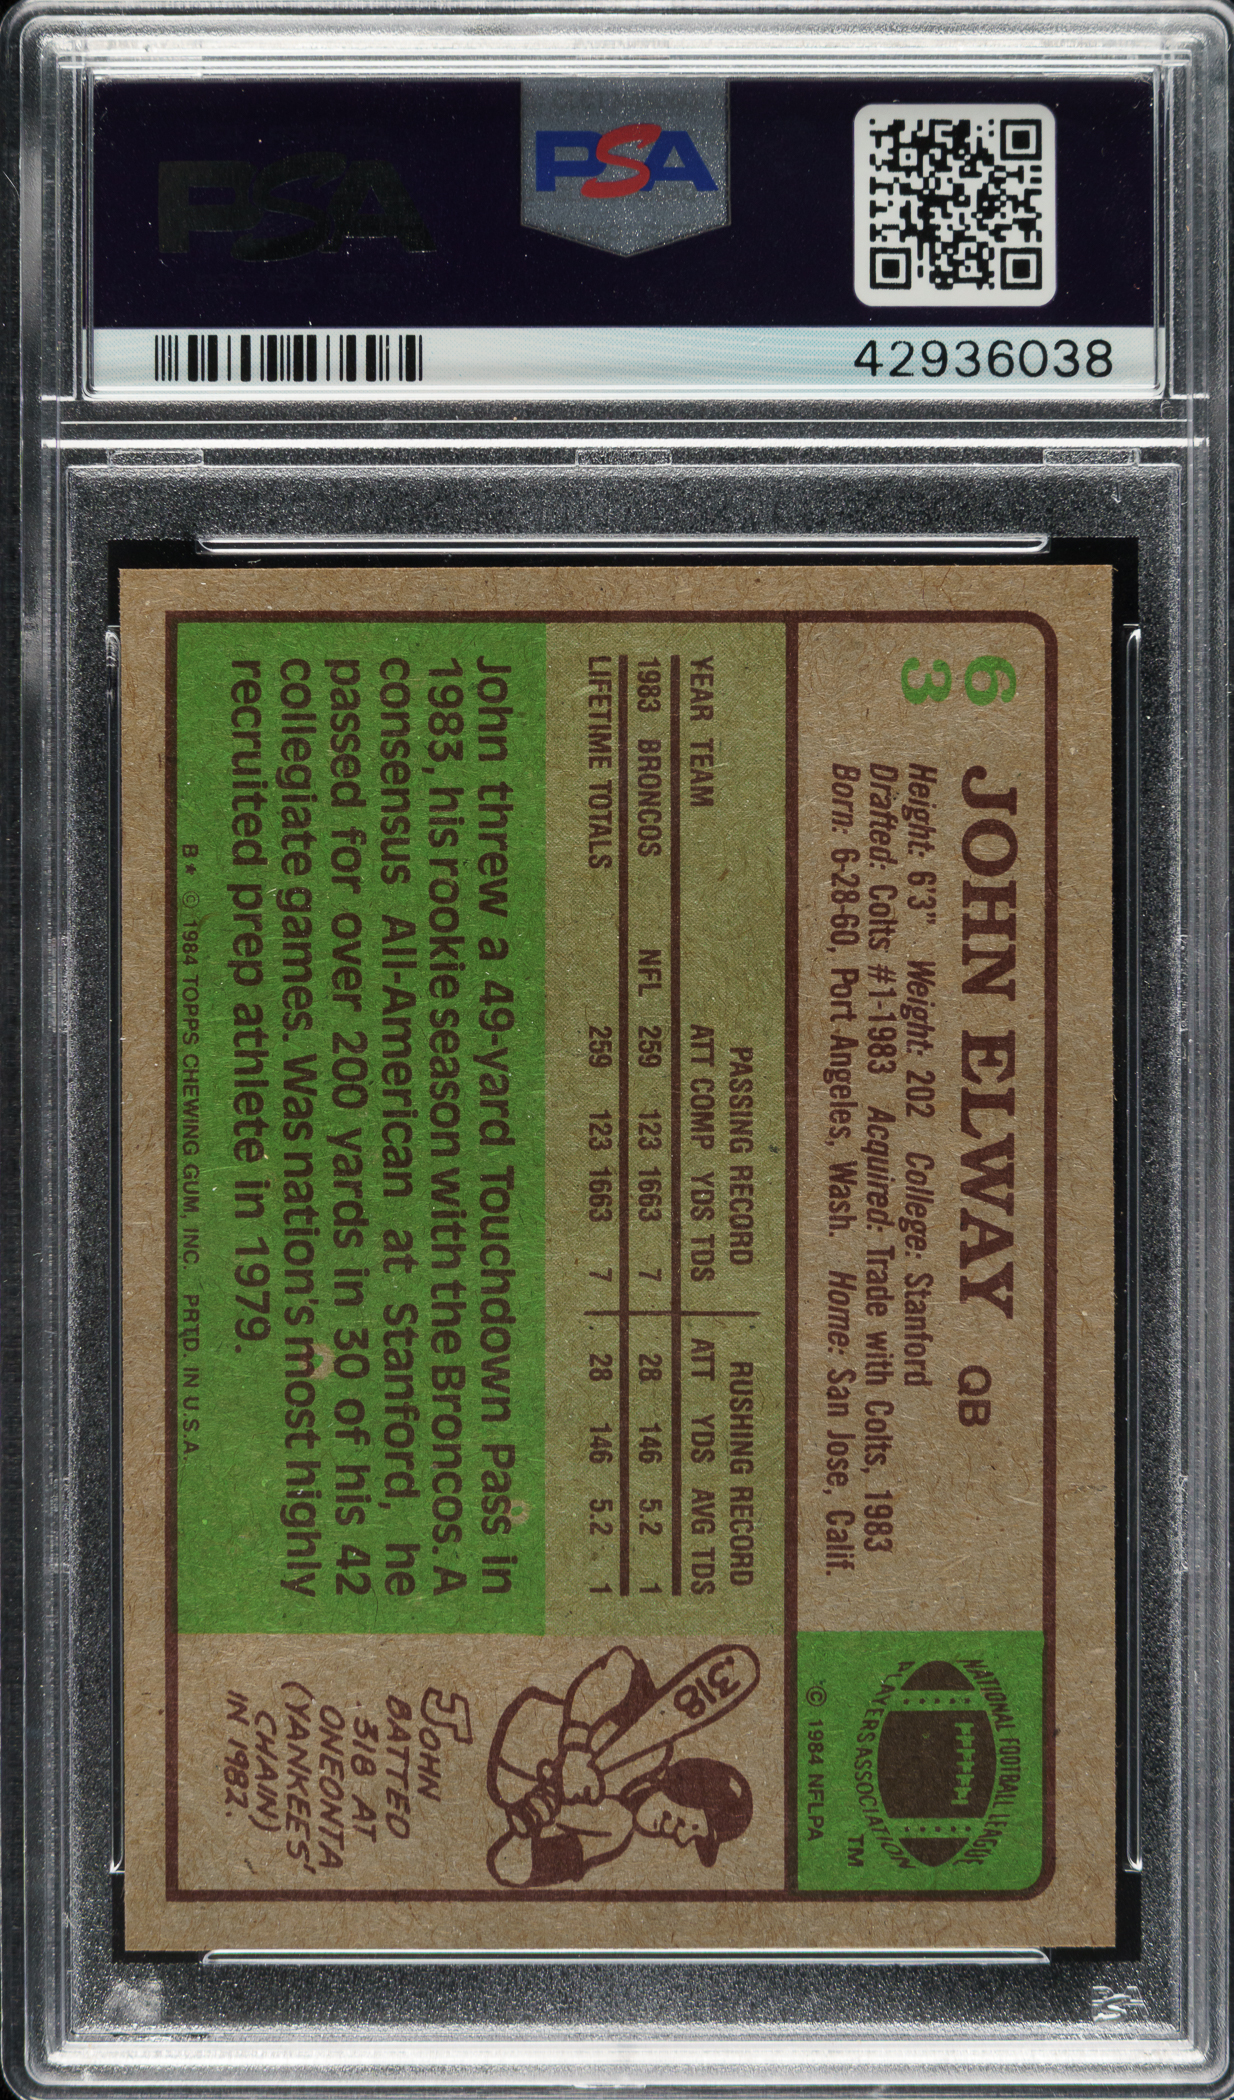 PSA
PSA
42936038
63
JOHN ELWAY QB
Height: 6'3" Weight: 202 College: Stanford
Drafted: Colts #1-1983 Acquired: Trade with Colts, 1983
Born: 6-28-60, Port Angeles, Wash. Home: San Jose, Calif.
NATIONAL FOOTBALL LEAGUE
PLAYERS ASSOCIATION
TM
© 1984 NFLPA
PASSING RECORD RUSHING RECORD
YEAR TEAM ATT COMP YDS TDS ATT YDS AVG TDS
1983 BRONCOS NFL 259 123 1663 7 28 146 5.2 1
LIFETIME TOTALS 259 123 1663 7 28 146 5.2 1
John threw a 49-yard Touchdown Pass in
1983, his rookie season with the Broncos. A
consensus All-American at Stanford, he
passed for over 200 yards in 30 of his 42
collegiate games. Was nation's most highly
recruited prep athlete in 1979.
B* © 1984 TOPPS CHEWING GUM, INC. PRTD. IN U.S.A.
318
JOHN
BATTED
.318 AT
ONEONTA
(YANKEES'
CHAIN)
IN 1982.
PSA